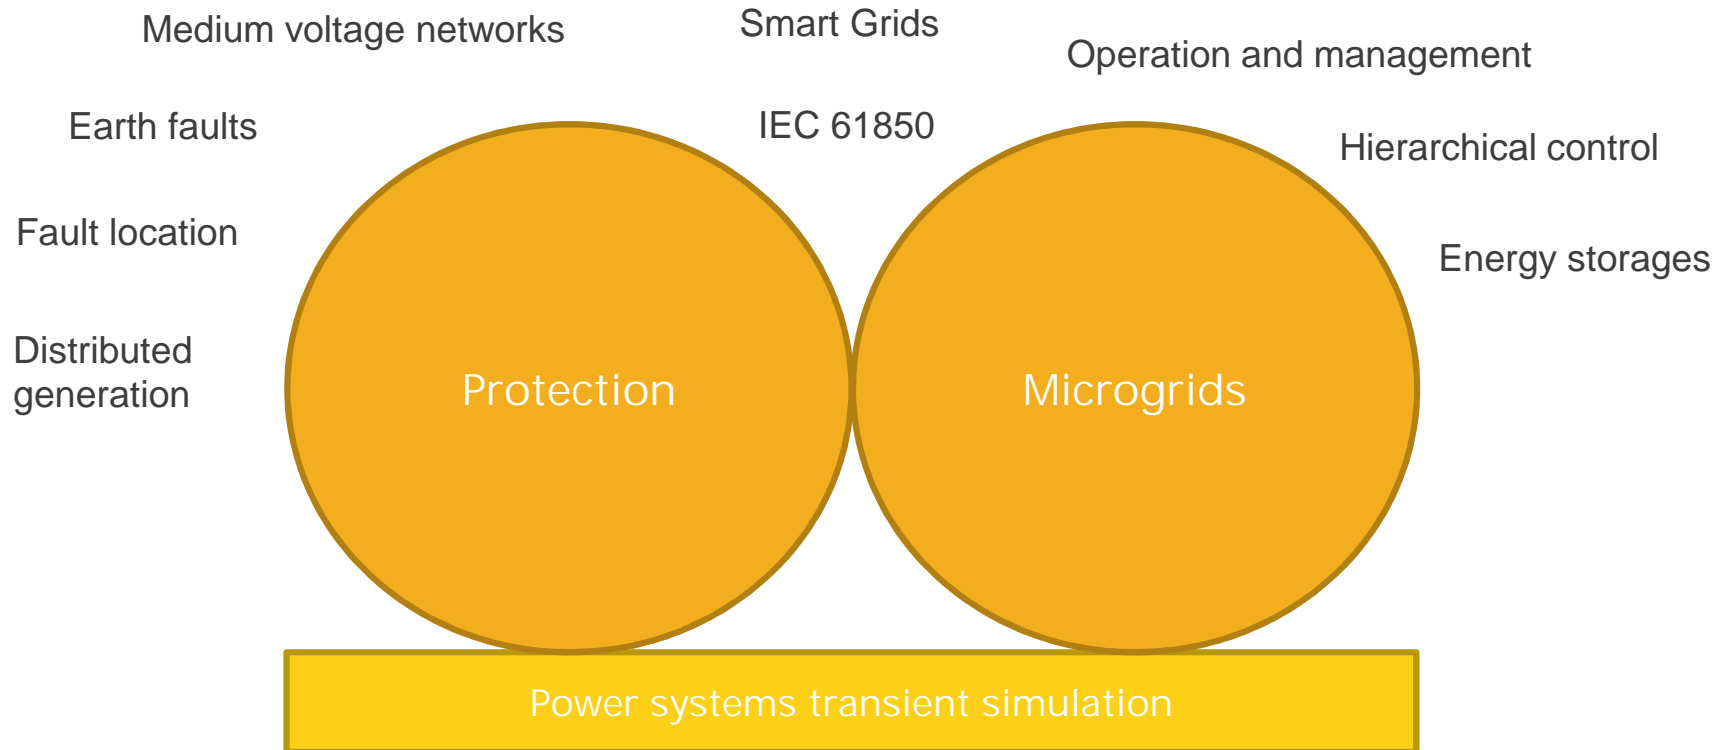 Medium voltage networks
Smart Grids
Operation and management
Earth faults
IEC 61850
Hierarchical control
Fault location
Energy storages
Distributed
generation
Protection
Microgrids
Power systems transient simulation